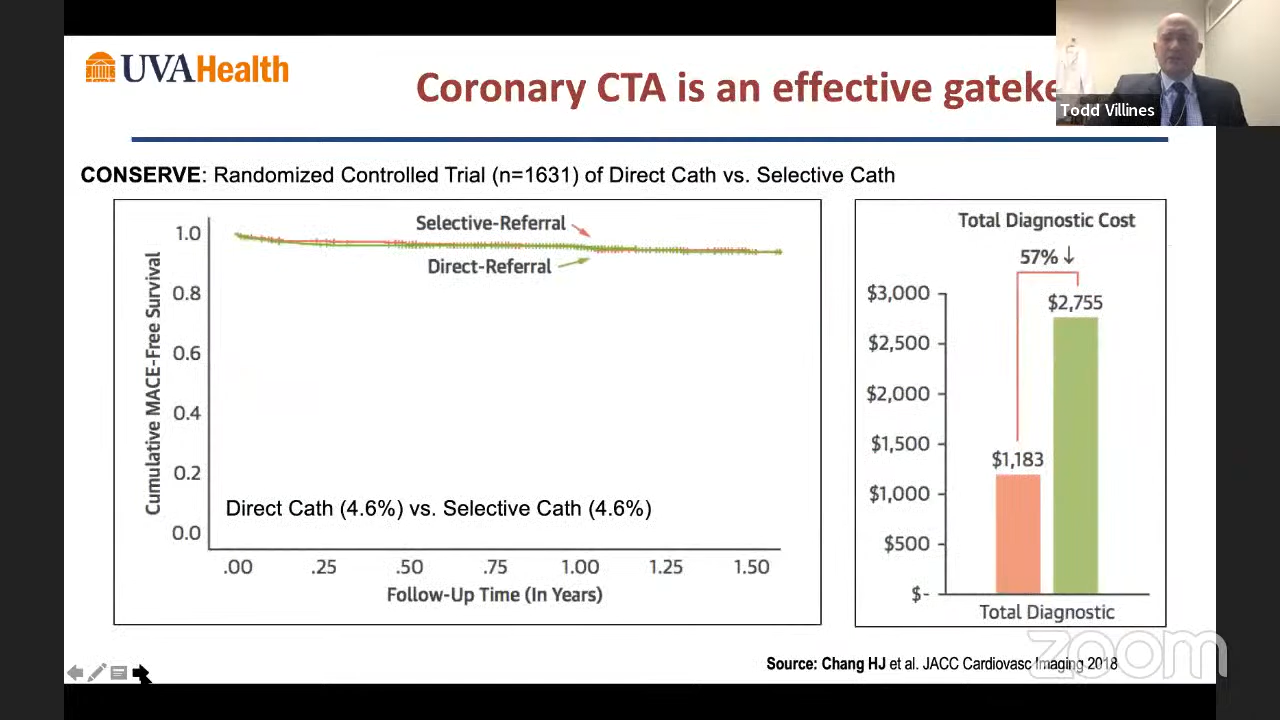 UVAHealth
Coronary CTA is an effective gateke
Todd Villines
CONSERVE: Randomized Controlled Trial (n=1631) of Direct Cath vs. Selective Cath
Cumulative MACE-Free Survival
1.0
0.8
0.6
0.4
0.2
0.0
Selective-Referral
Direct-Referral
Direct Cath (4.6%) vs. Selective Cath (4.6%)
.00 .25 .50 .75 1.00 1.25 1.50
Follow-Up Time (In Years)
Total Diagnostic Cost
57% ↓
$3,000
$2,500
$2,000
$1,500
$1,000
$500
$-
$2,755
$1,183
Total Diagnostic
Source: Chang HJ et al. JACC Cardiovasc Imaging 2018
zoom